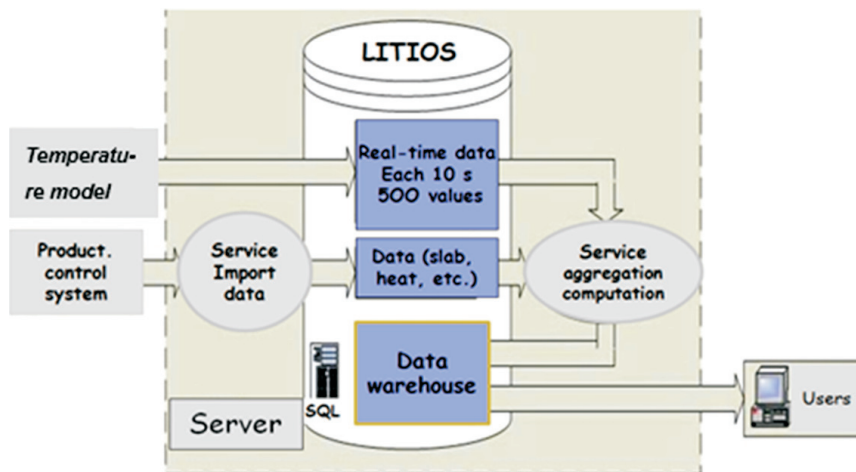 LITIOS
Temperatu-
re model
Real-time data
Each 10 s
500 values
Product.
control
system
Service
Import
data
Data (slab,
heat, etc.)
Service
aggregation
computation
Data
warehouse
SQL
Server
Users